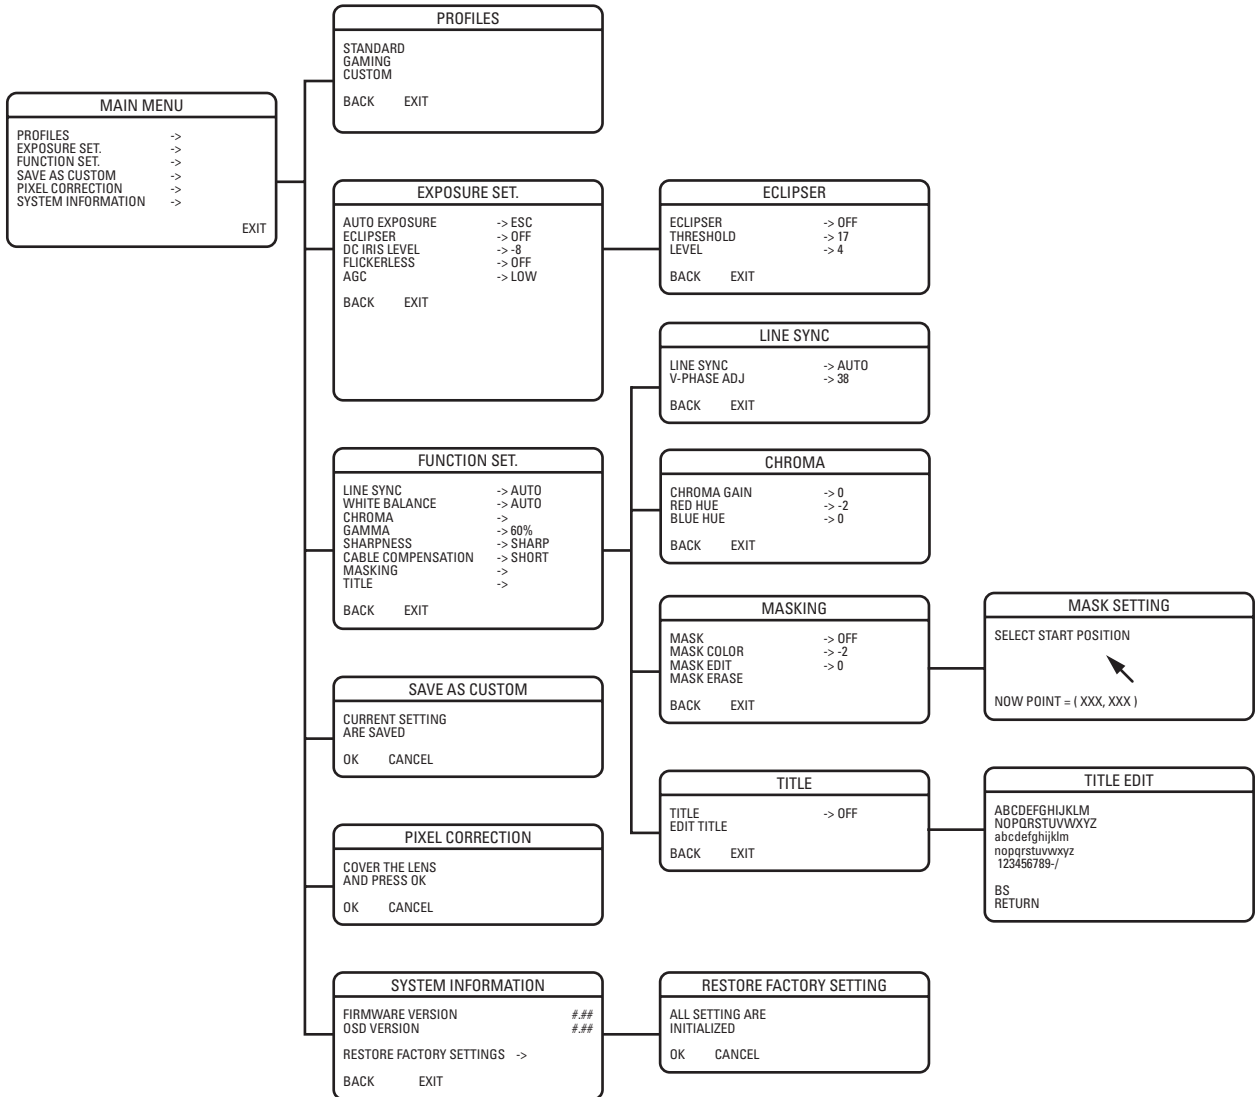 MAIN MENU
PROFILES ->
EXPOSURE SET. ->
FUNCTION SET. ->
SAVE AS CUSTOM ->
PIXEL CORRECTION ->
SYSTEM INFORMATION ->
EXIT
PROFILES
STANDARD
GAMING
CUSTOM
BACK EXIT
EXPOSURE SET.
AUTO EXPOSURE -> ESC
ECLIPSER -> OFF
DC IRIS LEVEL -> -8
FLICKERLESS -> OFF
AGC -> LOW
BACK EXIT
ECLIPSER
ECLIPSER -> OFF
THRESHOLD -> 17
LEVEL -> 4
BACK EXIT
FUNCTION SET.
LINE SYNC -> AUTO
WHITE BALANCE -> AUTO
CHROMA ->
GAMMA -> 60%
SHARPNESS -> SHARP
CABLE COMPENSATION -> SHORT
MASKING ->
TITLE ->
BACK EXIT
LINE SYNC
LINE SYNC -> AUTO
V-PHASE ADJ -> 38
BACK EXIT
CHROMA
CHROMA GAIN -> 0
RED HUE -> -2
BLUE HUE -> 0
BACK EXIT
MASKING
MASK -> OFF
MASK COLOR -> -2
MASK EDIT -> 0
MASK ERASE
BACK EXIT
MASK SETTING
SELECT START POSITION
NOW POINT = ( XXX, XXX )
TITLE
TITLE -> OFF
EDIT TITLE
BACK EXIT
TITLE EDIT
ABCDEFGHIJKLM
NOPQRSTUVWXYZ
abcdefghijklm
nopqrstuvwxyz
123456789-/
BS
RETURN
SAVE AS CUSTOM
CURRENT SETTING
ARE SAVED
OK CANCEL
PIXEL CORRECTION
COVER THE LENS
AND PRESS OK
OK CANCEL
SYSTEM INFORMATION
FIRMWARE VERSION #.##
OSD VERSION #.##
RESTORE FACTORY SETTINGS ->
BACK EXIT
RESTORE FACTORY SETTING
ALL SETTING ARE
INITIALIZED
OK CANCEL